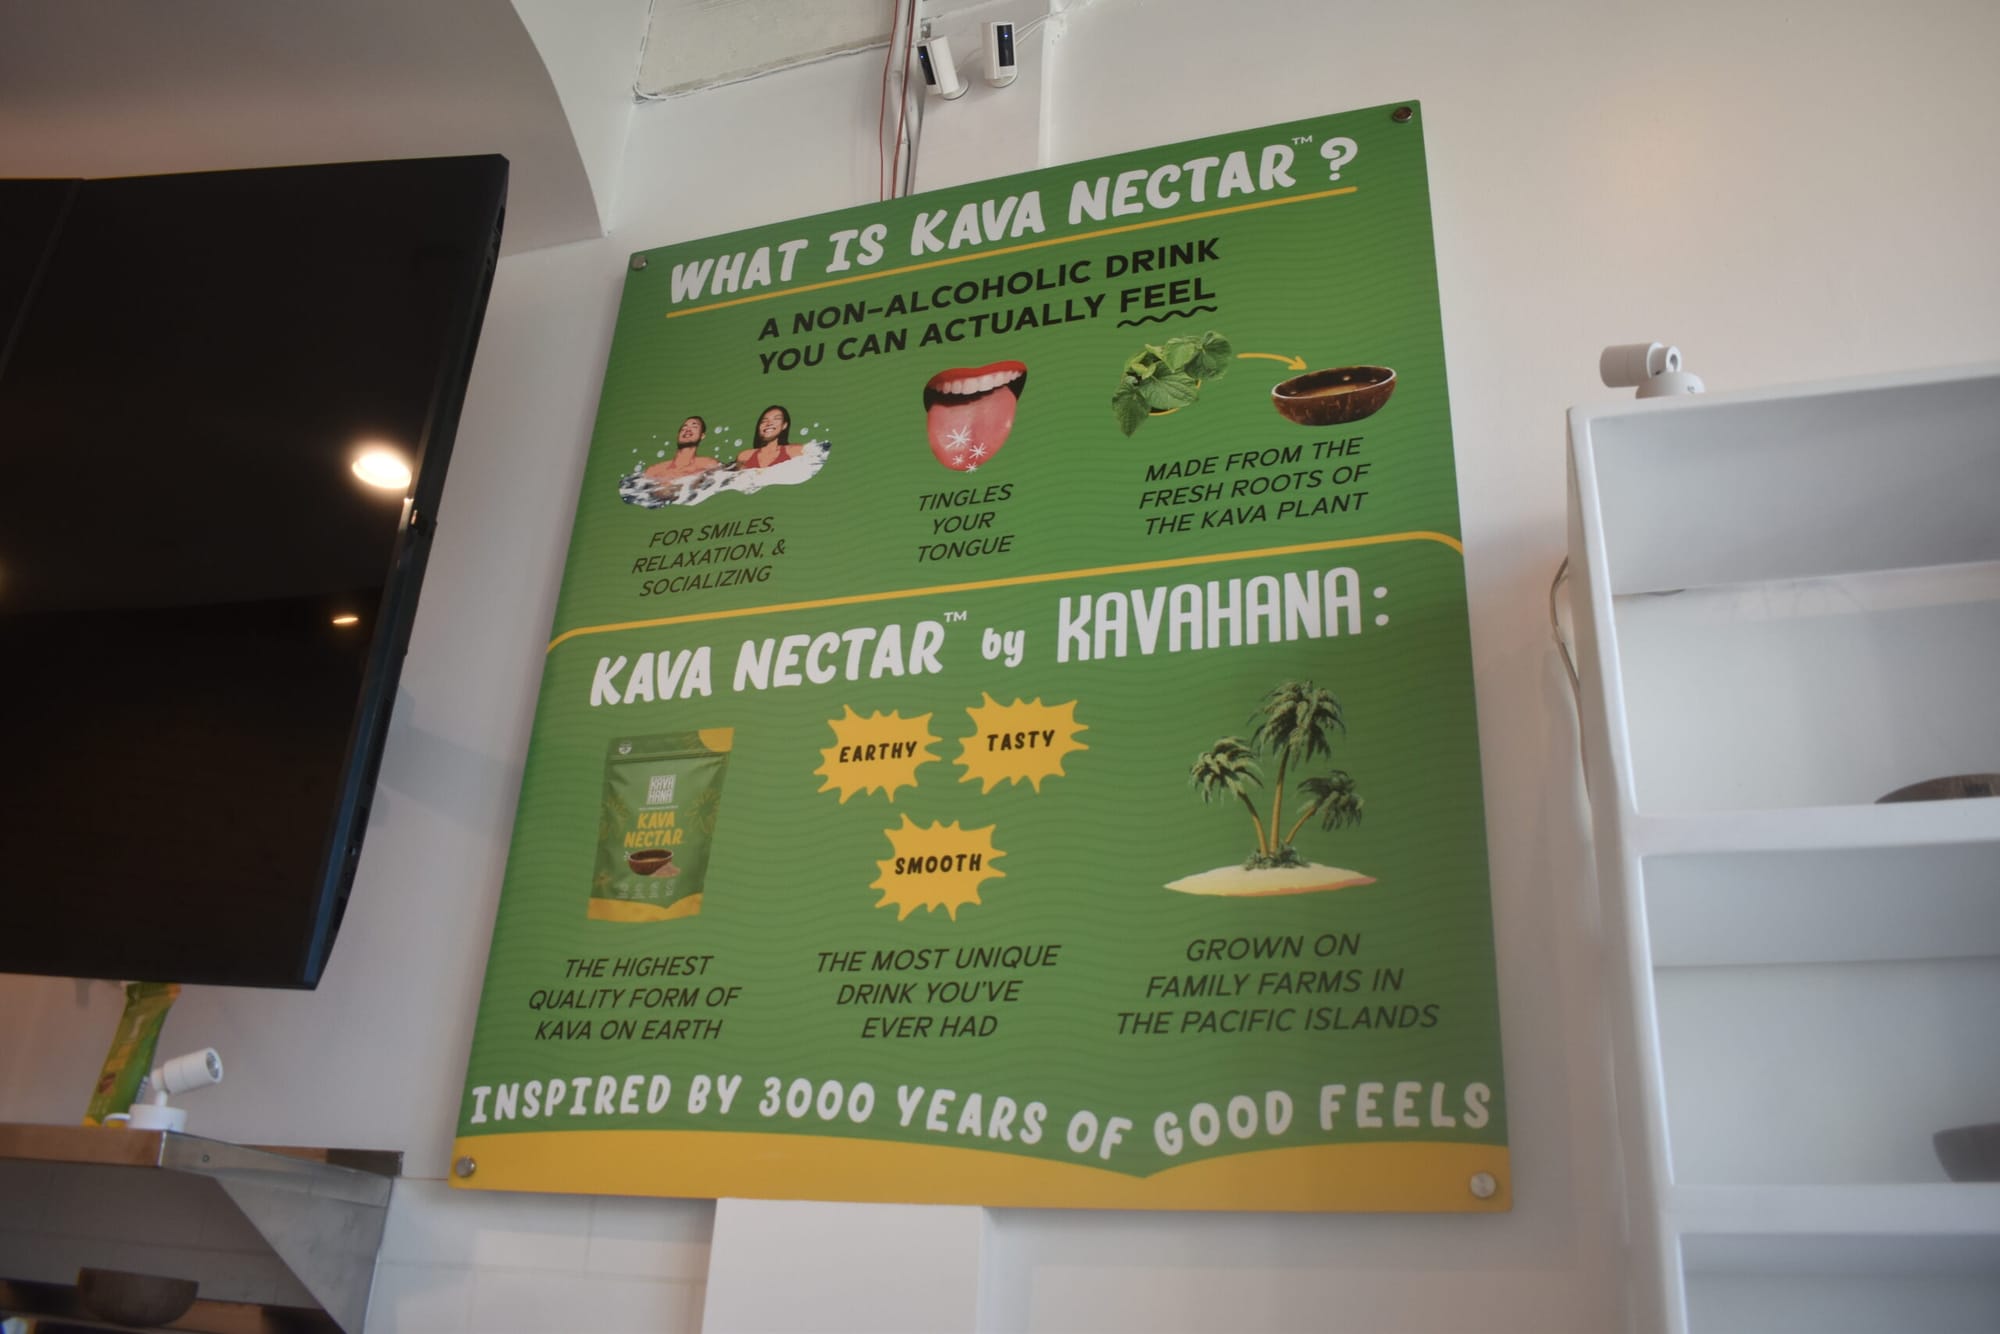 WHAT IS KAVA NECTAR™?
A NON-ALCOHOLIC DRINK
YOU CAN ACTUALLY FEEL
FOR SMILES,
RELAXATION, &
SOCIALIZING
TINGLES
YOUR
TONGUE
MADE FROM THE
FRESH ROOTS OF
THE KAVA PLANT
KAVA NECTAR™ by KAVAHANA:
KAVA
HANA
KAVA
NECTAR
THE HIGHEST
QUALITY FORM OF
KAVA ON EARTH
EARTHY
TASTY
SMOOTH
THE MOST UNIQUE
DRINK YOU'VE
EVER HAD
GROWN ON
FAMILY FARMS IN
THE PACIFIC ISLANDS
INSPIRED BY 3000 YEARS OF GOOD FEELS